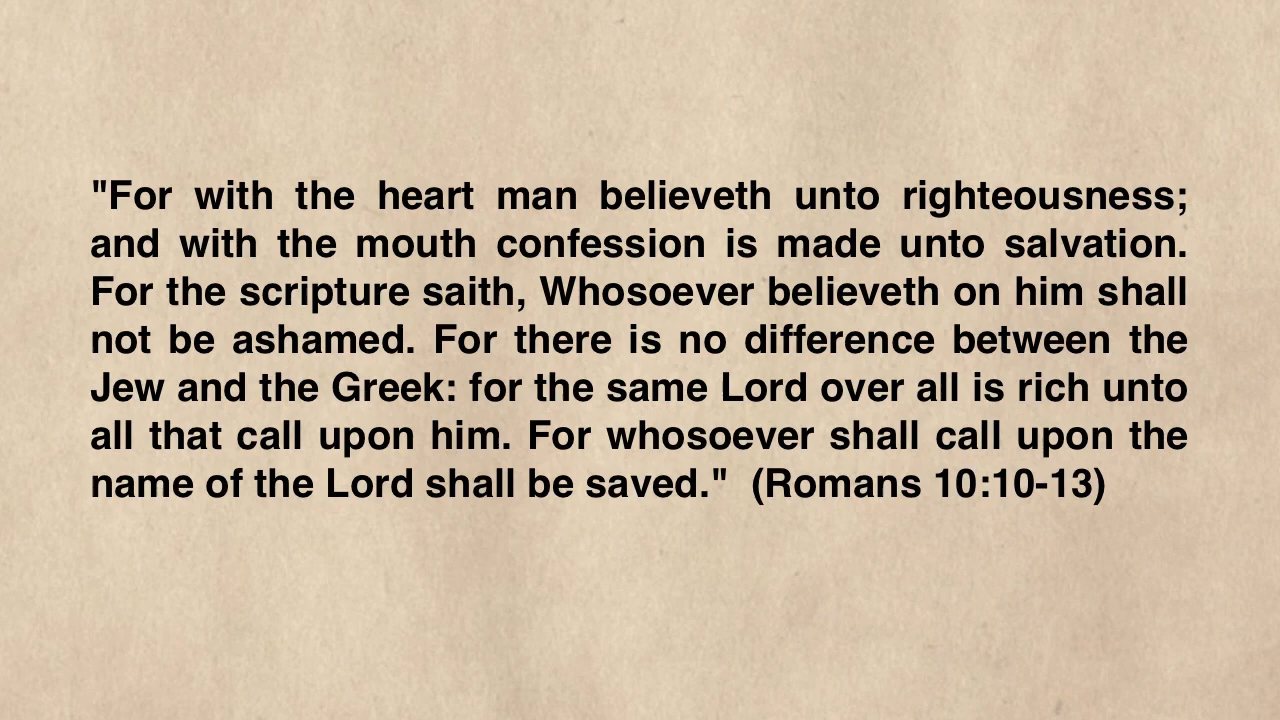 "For with the heart man believeth unto righteousness;
and with the mouth confession is made unto salvation.
For the scripture saith, Whosoever believeth on him shall
not be ashamed. For there is no difference between the
Jew and the Greek: for the same Lord over all is rich unto
all that call upon him. For whosoever shall call upon the
name of the Lord shall be saved."  (Romans 10:10-13)